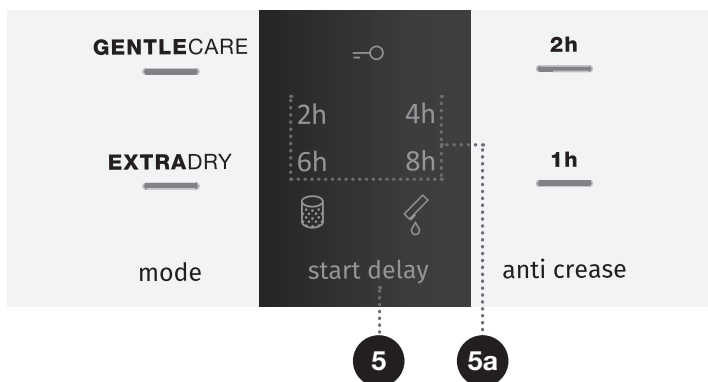 GENTLECARE
2h
2h 4h
6h 8h
EXTRADRY
1h
mode
start delay
anti crease
5
5a